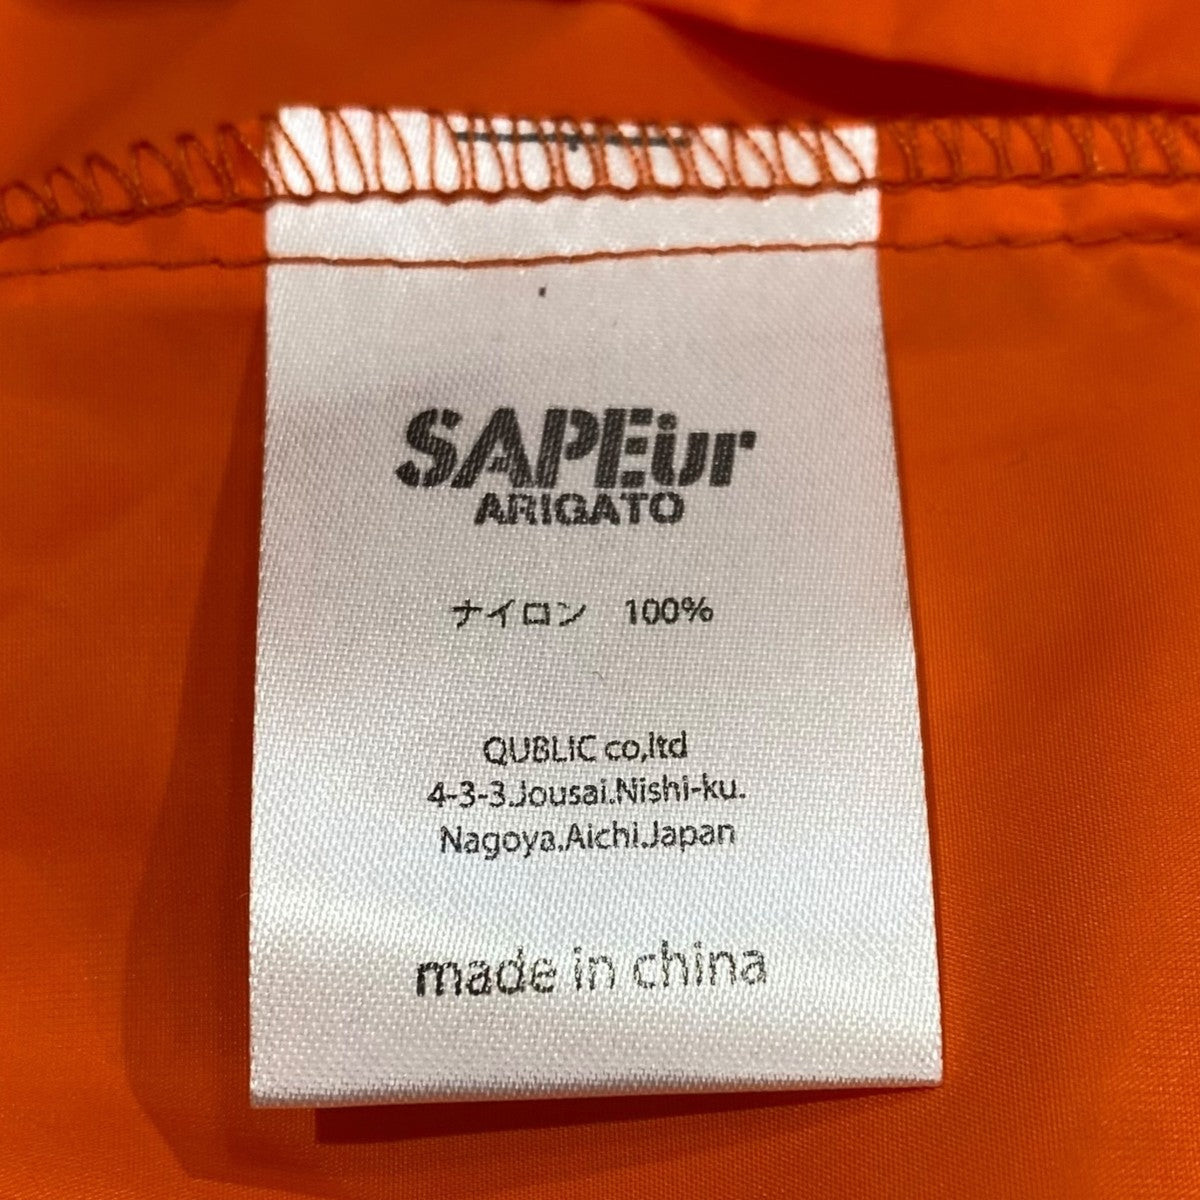 SAPEur
ARIGATO
ナイロン 100%
QUBLiC co,ltd
4-3-3.Jousai.Nishi-ku.
Nagoya,Aichi.Japan
made in china